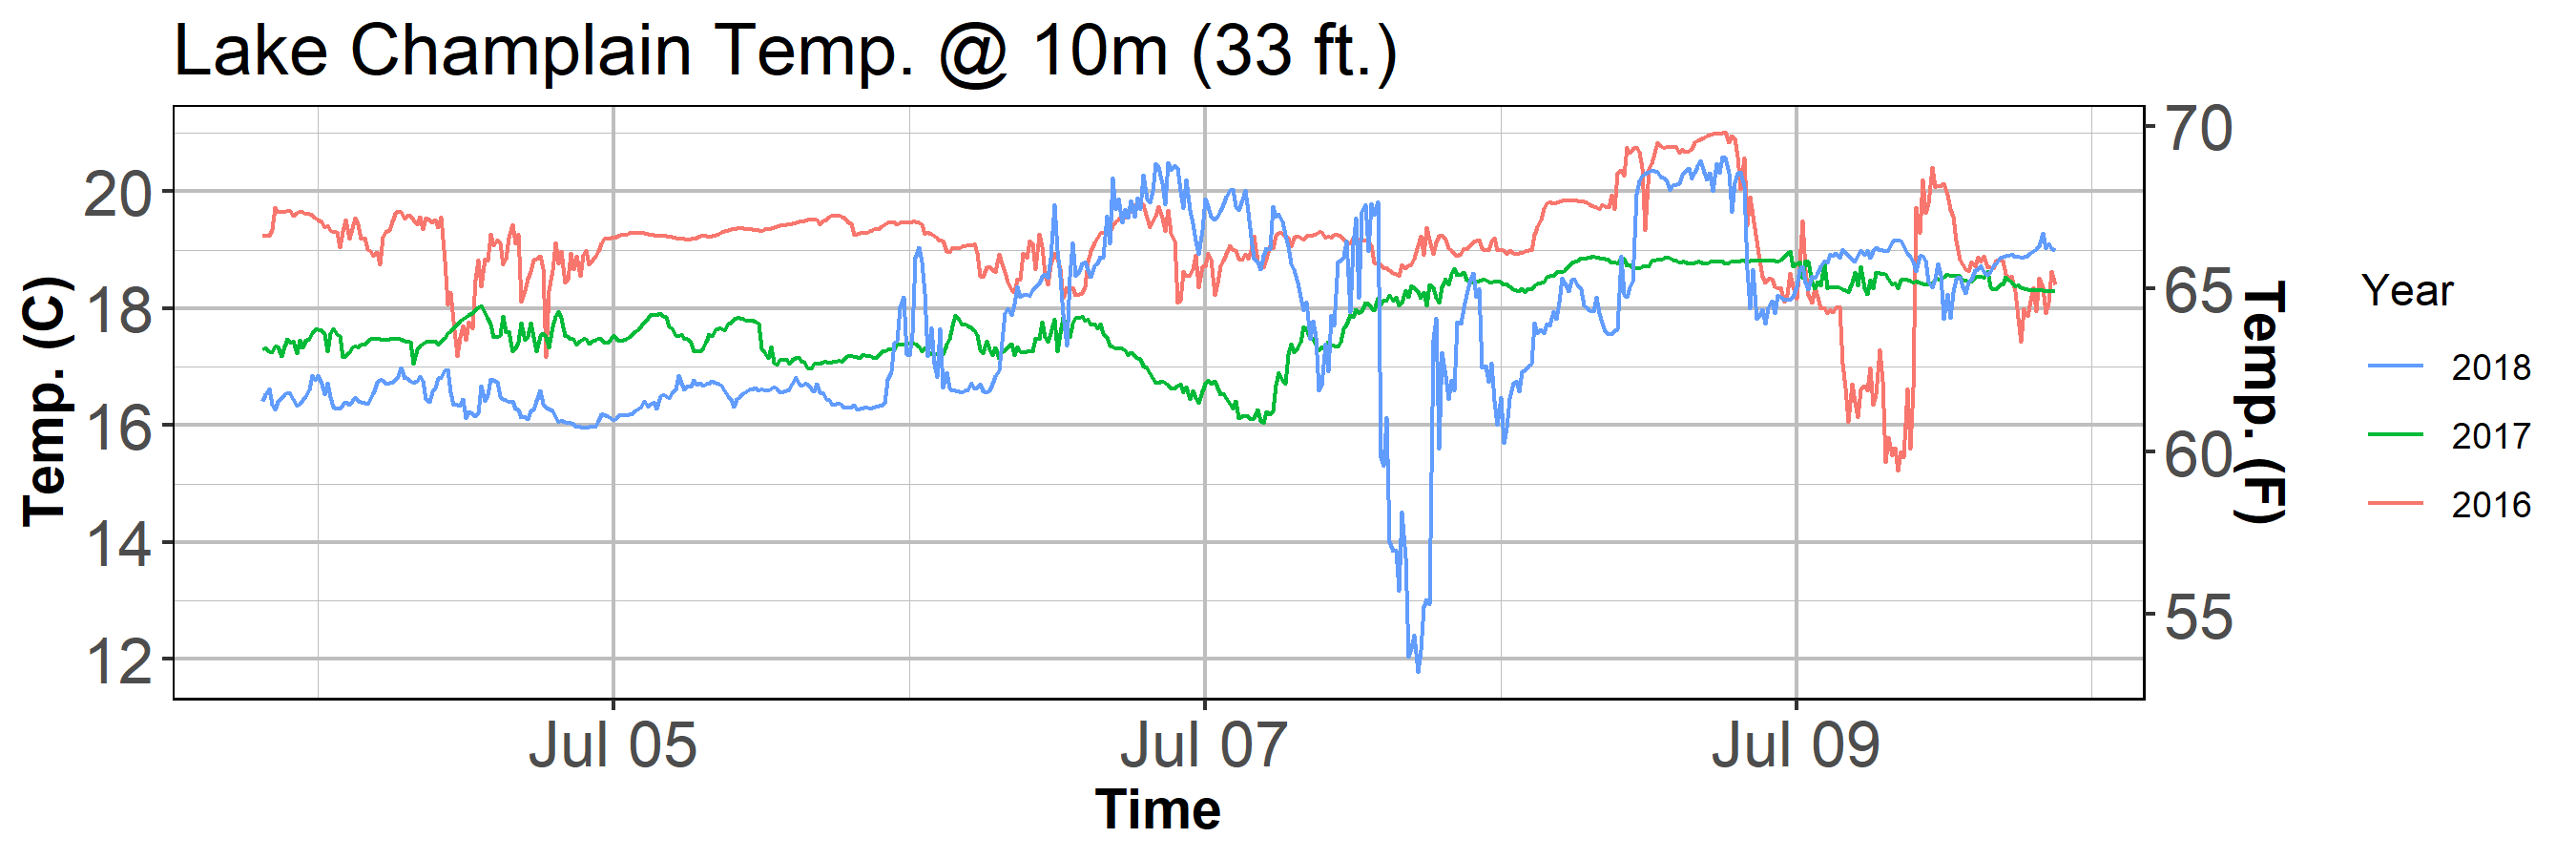 Lake Champlain Temp. @ 10m (33 ft.)
Temp. (C)
20
18
16
14
12
70
65
60
55
Temp. (F)
Jul 05
Jul 07
Jul 09
Time
Year
2018
2017
2016